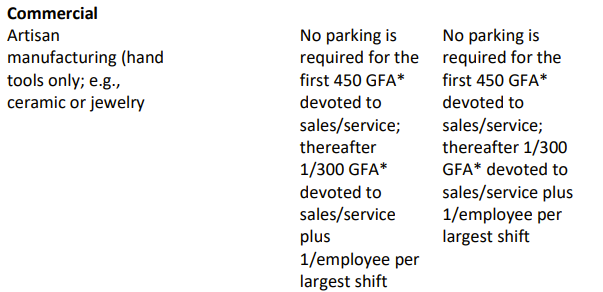 Commercial
Artisan
manufacturing (hand
tools only; e.g.,
ceramic or jewelry
No parking is
required for the
first 450 GFA*
devoted to
sales/service;
thereafter
1/300 GFA*
devoted to
sales/service
plus
1/employee per
largest shift
No parking is
required for the
first 450 GFA*
devoted to
sales/service;
thereafter 1/300
GFA* devoted to
sales/service plus
1/employee per
largest shift